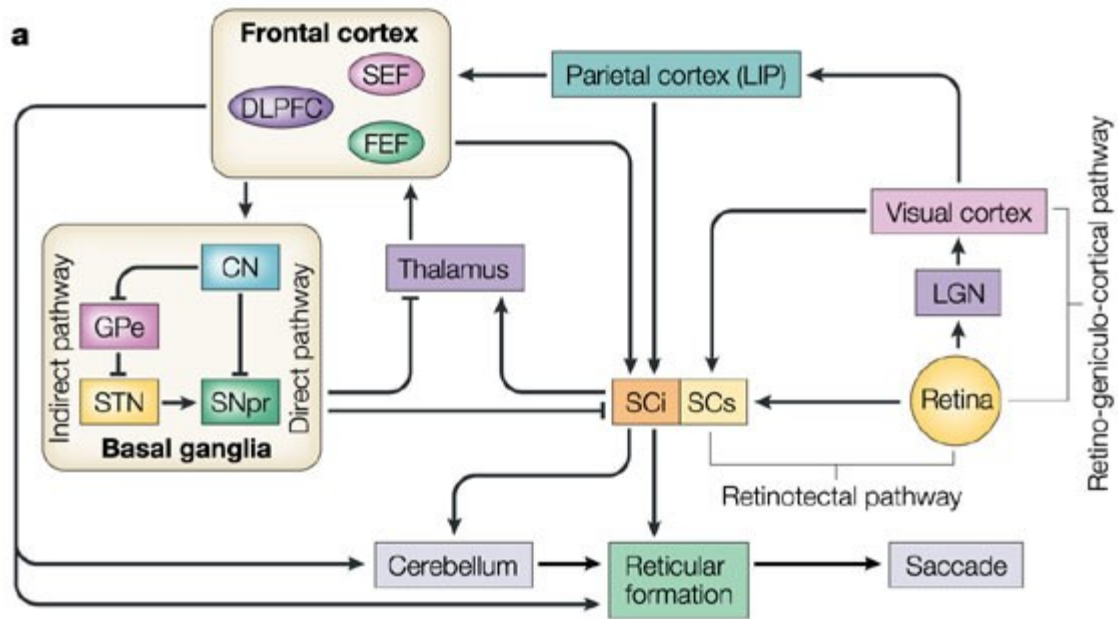 a
Frontal cortex
SEF
DLPFC
FEF
Parietal cortex (LIP)
Visual cortex
LGN
Retina
Retino-geniculo-cortical pathway
Thalamus
CN
GPe
STN
SNpr
Indirect pathway
Direct pathway
Basal ganglia
SCi
SCs
Retinotectal pathway
Cerebellum
Reticular
formation
Saccade